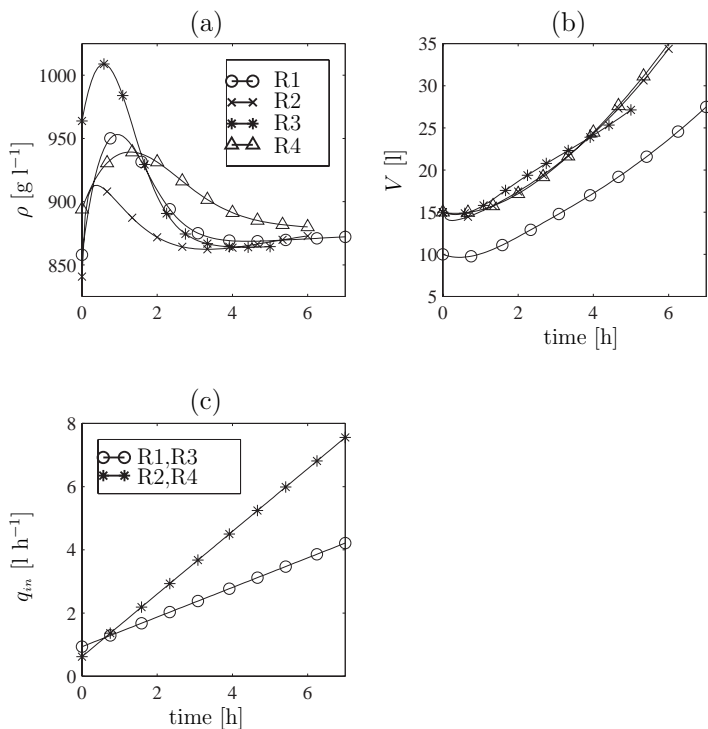 (a)
1000
950
900
850
ρ [g l⁻¹]
R1
R2
R3
R4
0
2
4
6
(b)
35
30
25
20
15
10
5
V [l]
0
2
4
6
time [h]
(c)
8
6
4
2
0
q_in [l h⁻¹]
R1,R3
R2,R4
0
2
4
6
time [h]